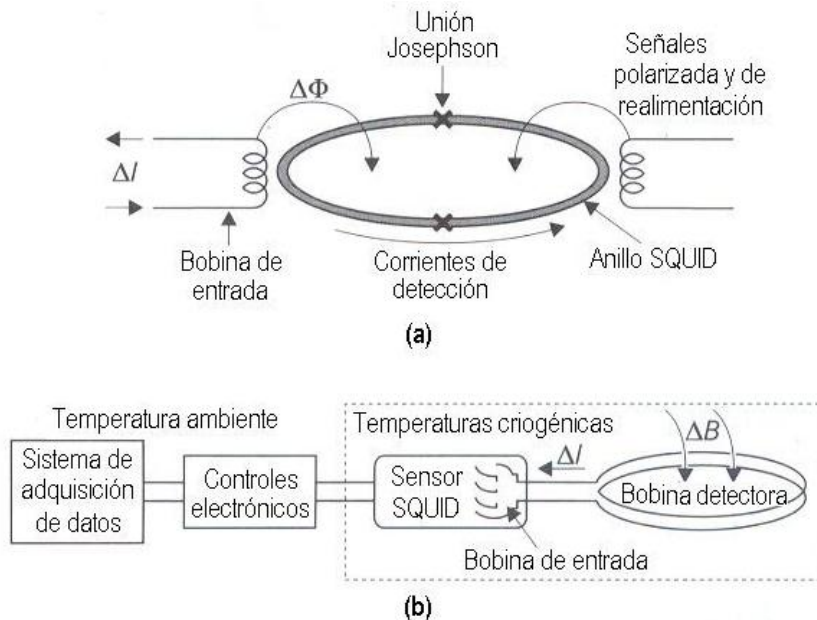 Unión
Josephson
Señales
polarizada y de
realimentación
ΔΦ
ΔI
Bobina de
entrada
Corrientes de
detección
Anillo SQUID
(a)
Temperatura ambiente
Temperaturas criogénicas
Sistema de
adquisición
de datos
Controles
electrónicos
Sensor
SQUID
ΔI
ΔB
Bobina detectora
Bobina de entrada
(b)